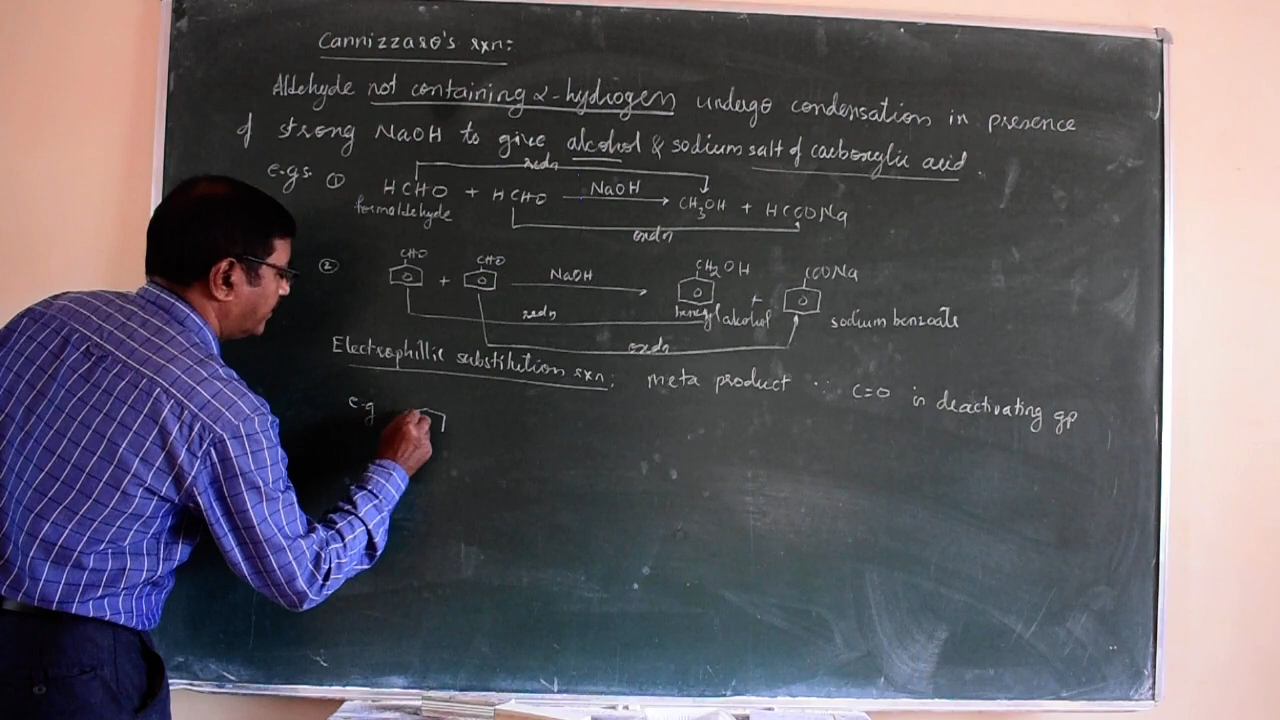 Cannizzaro's rxn:
Aldehyde not containing α-hydrogen undergo condensation in presence
of strong NaOH to give alcohol & sodium salt of carboxylic acid.
redn
e.gs. ① HCHO + HCHO NaOH → CH3OH + HCOONa
formaldehyde
oxdn
② CHO + CHO NaOH → CH2OH + COONa
benzyl alcohol sodium benzoate
redn
oxdn
Electrophillic substitution rxn: meta product ∵ C=O is deactivating gp
e.g